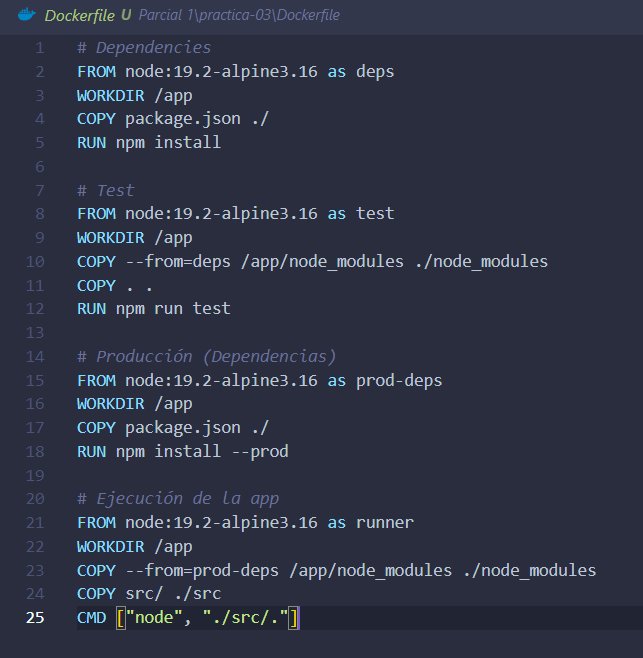 Dockerfile U Parcial 1\practica-03\Dockerfile
1 # Dependencies
2 FROM node:19.2-alpine3.16 as deps
3 WORKDIR /app
4 COPY package.json ./
5 RUN npm install
6
7 # Test
8 FROM node:19.2-alpine3.16 as test
9 WORKDIR /app
10 COPY --from=deps /app/node_modules ./node_modules
11 COPY . .
12 RUN npm run test
13
14 # Producción (Dependencias)
15 FROM node:19.2-alpine3.16 as prod-deps
16 WORKDIR /app
17 COPY package.json ./
18 RUN npm install --prod
19
20 # Ejecución de la app
21 FROM node:19.2-alpine3.16 as runner
22 WORKDIR /app
23 COPY --from=prod-deps /app/node_modules ./node_modules
24 COPY src/ ./src
25 CMD ["node", "./src/."]